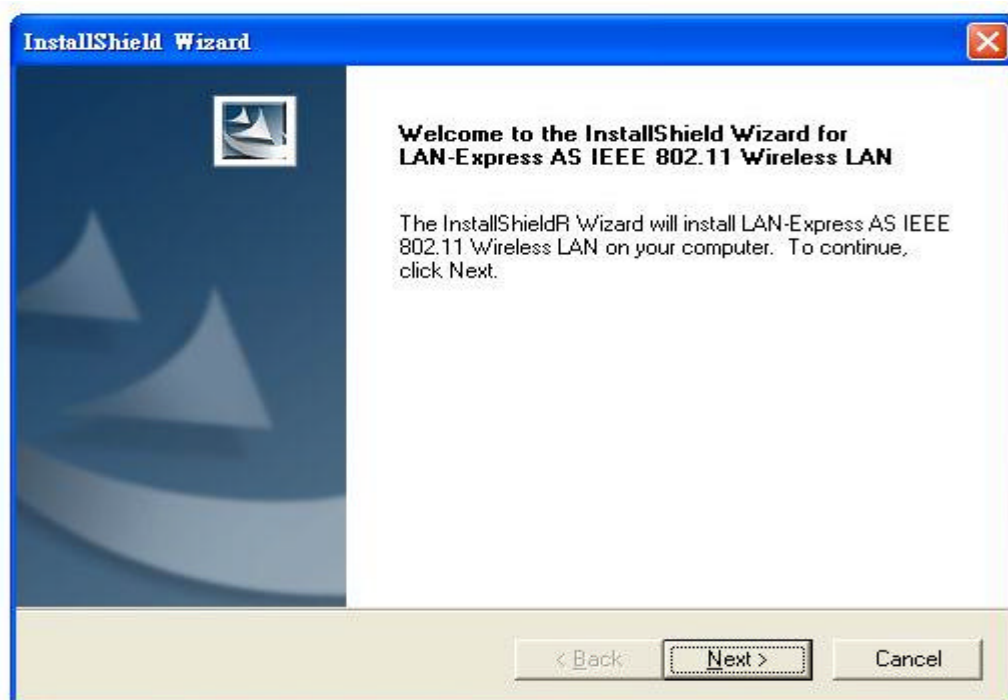 InstallShield Wizard
Welcome to the InstallShield Wizard for
LAN-Express AS IEEE 802.11 Wireless LAN
The InstallShieldR Wizard will install LAN-Express AS IEEE
802.11 Wireless LAN on your computer. To continue,
click Next.
< Back
Next >
Cancel